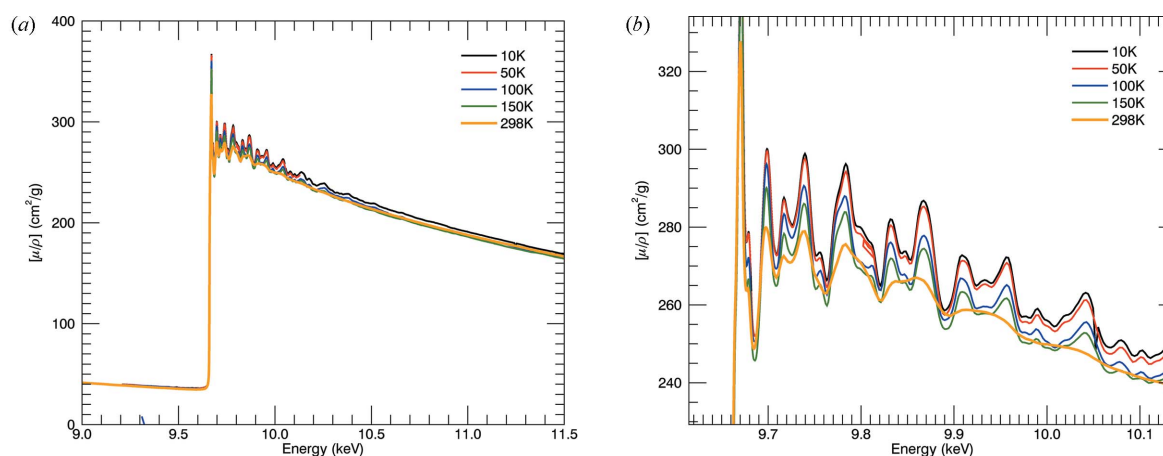 (a)
400
300
200
100
0
[μ/ρ] (cm²/g)
9.0
9.5
10.0
10.5
11.0
11.5
Energy (keV)
10K
50K
100K
150K
298K
(b)
320
300
280
260
240
[μ/ρ] (cm²/g)
9.7
9.8
9.9
10.0
10.1
Energy (keV)
10K
50K
100K
150K
298K